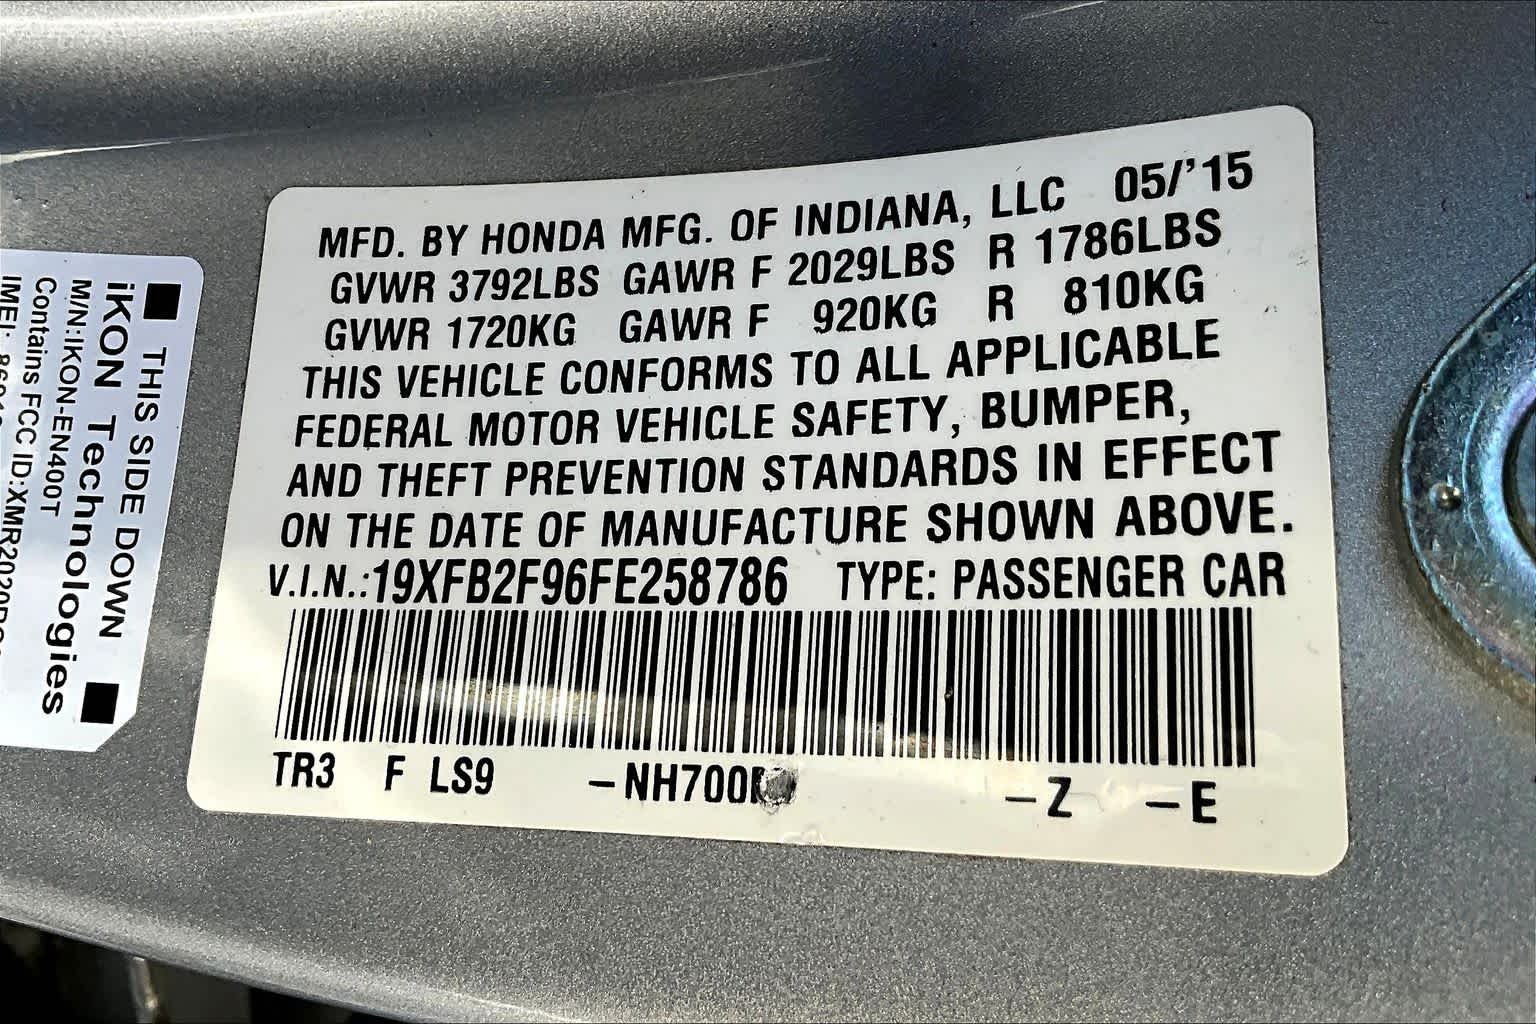 MFD. BY HONDA MFG. OF INDIANA, LLC 05/'15
GVWR 3792LBS GAWR F 2029LBS R 1786LBS
GVWR 1720KG GAWR F 920KG R 810KG
THIS VEHICLE CONFORMS TO ALL APPLICABLE
FEDERAL MOTOR VEHICLE SAFETY, BUMPER,
AND THEFT PREVENTION STANDARDS IN EFFECT
ON THE DATE OF MANUFACTURE SHOWN ABOVE.
V.I.N.:19XFB2F96FE258786 TYPE: PASSENGER CAR
TR3 F LS9 –NH700 –Z –E
THIS SIDE DOWN
iKON Technologies
M/N:IKON-EN400T
Contains FCC ID:
IMEI: